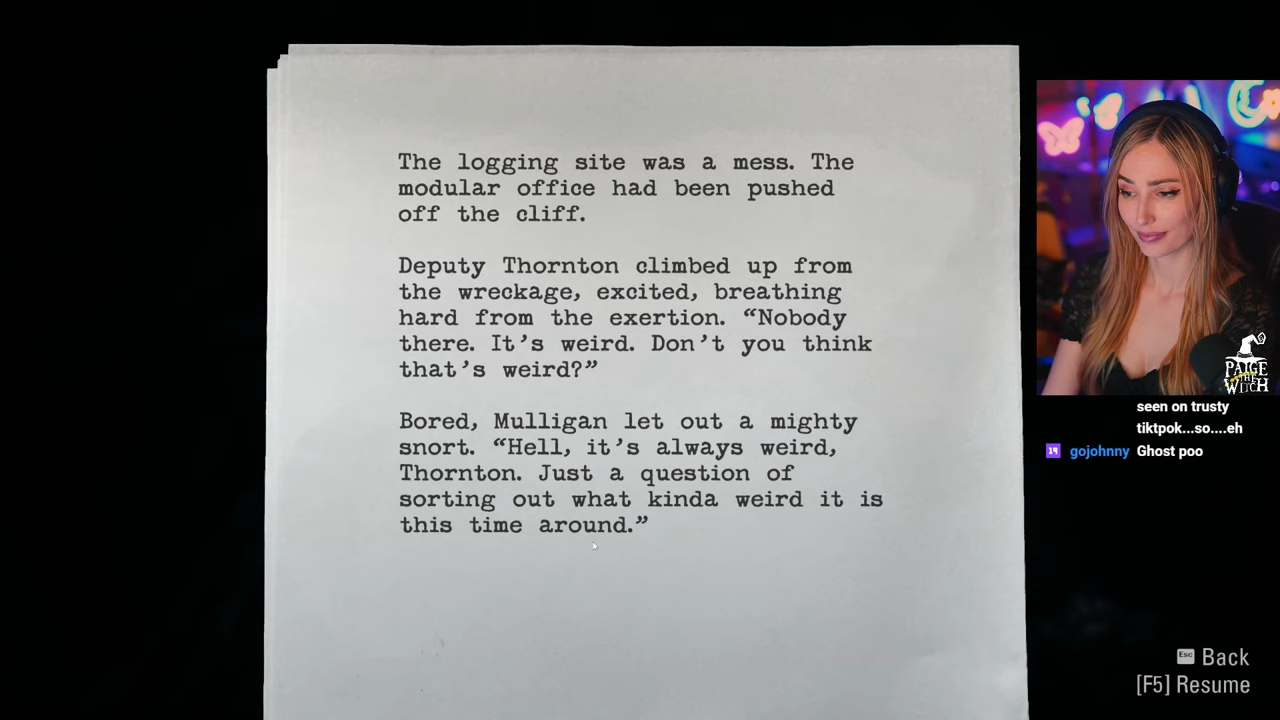 The logging site was a mess. The
modular office had been pushed
off the cliff.
Deputy Thornton climbed up from
the wreckage, excited, breathing
hard from the exertion. “Nobody
there. It’s weird. Don’t you think
that’s weird?”
Bored, Mulligan let out a mighty
snort. “Hell, it’s always weird,
Thornton. Just a question of
sorting out what kinda weird it is
this time around.”
PAIGE
THE
WITCH
seen on trusty
tiktpok...so....eh
19 gojohnny Ghost poo
Esc Back
[F5] Resume